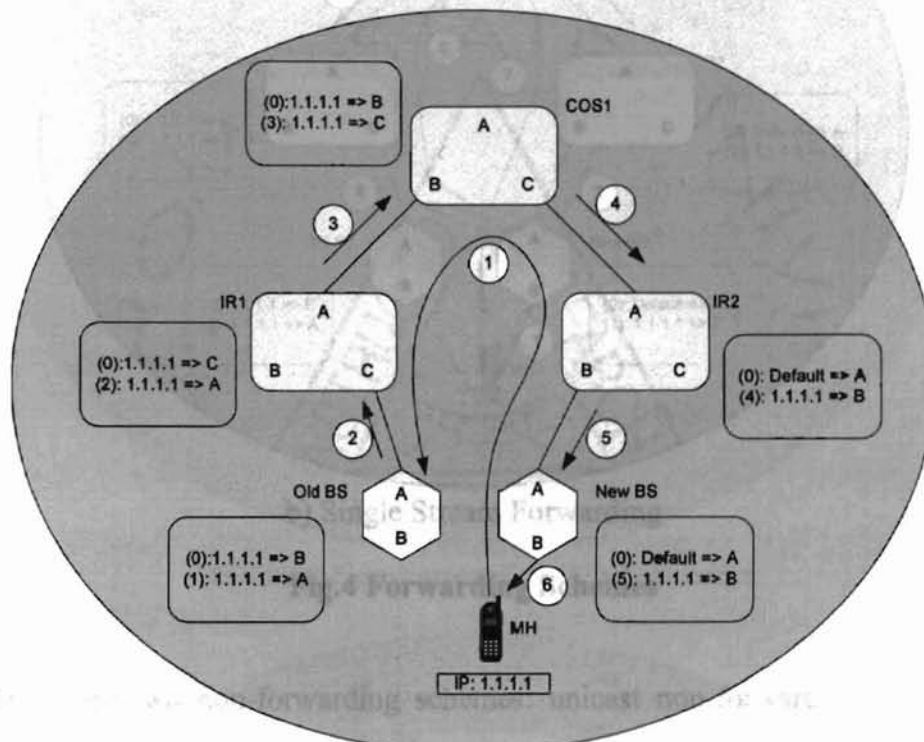 (0):1.1.1.1 => B
(3): 1.1.1.1 => C
COS1
A
B
C
3
4
1
IR1
A
B
C
IR2
A
B
C
(0):1.1.1.1 => C
(2): 1.1.1.1 => A
(0): Default => A
(4): 1.1.1.1 => B
2
5
Old BS
A
B
New BS
A
B
b) Single Stream Forwarding
(0):1.1.1.1 => B
(1): 1.1.1.1 => A
(0): Default => A
(5): 1.1.1.1 => B
Fig.4 Forwarding Schemes
6
MH
IP: 1.1.1.1
non-forwarding schemes: unicast non